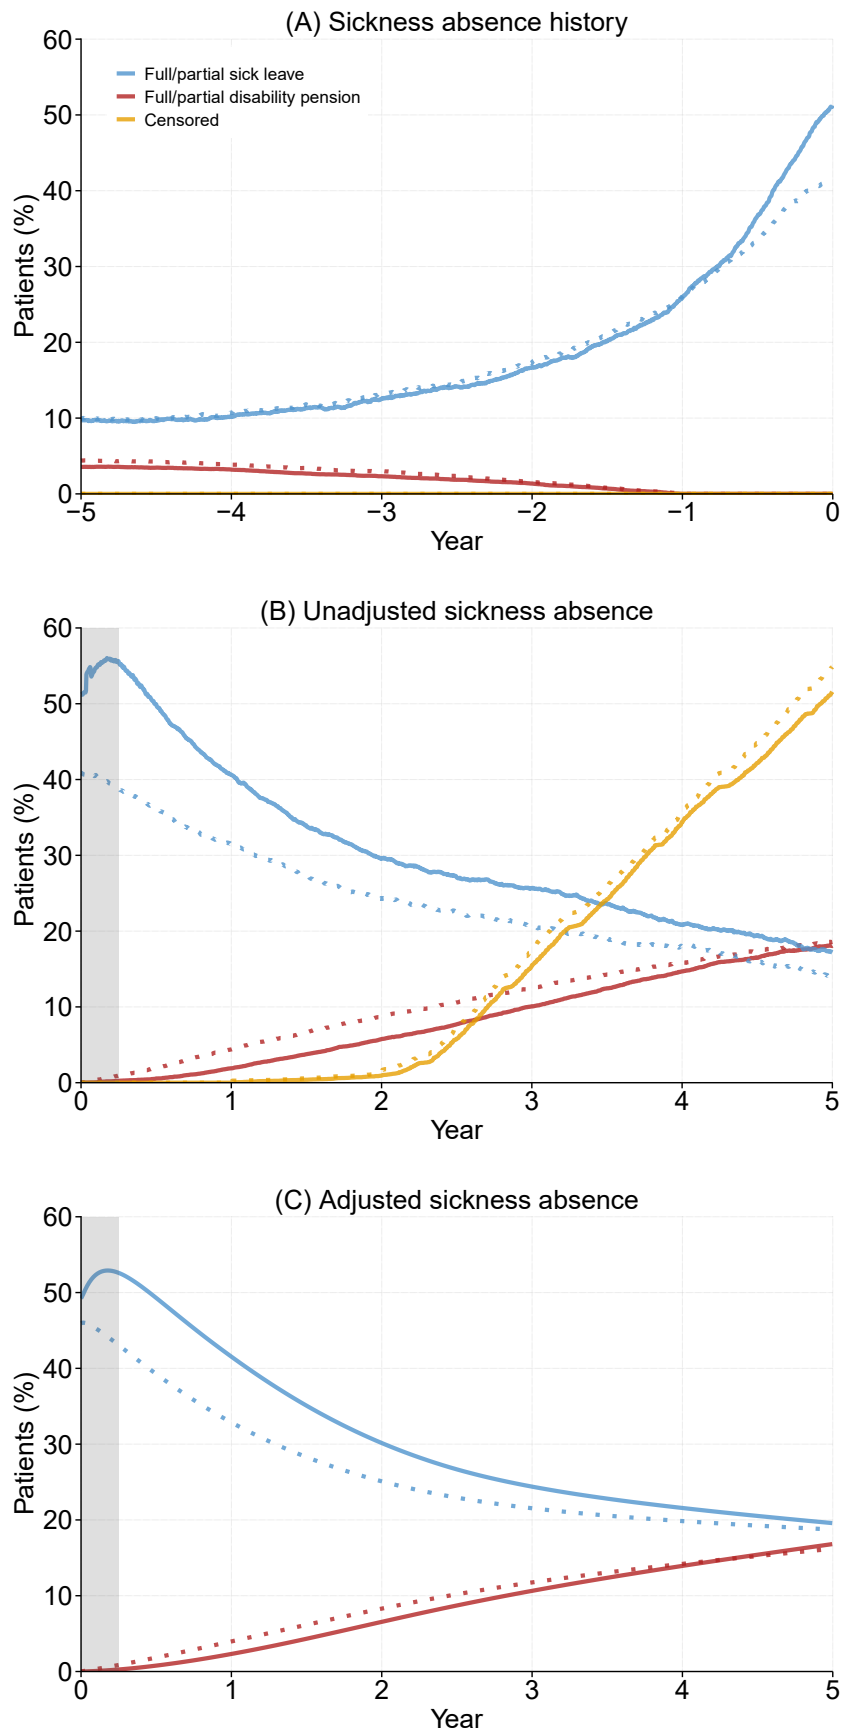 (A) Sickness absence history
60
50
40
30
20
10
0
Patients (%)
Full/partial sick leave
Full/partial disability pension
Censored
−5 −4 −3 −2 −1 0
Year
(B) Unadjusted sickness absence
60
50
40
30
20
10
0
Patients (%)
0 1 2 3 4 5
Year
(C) Adjusted sickness absence
60
50
40
30
20
10
0
Patients (%)
0 1 2 3 4 5
Year